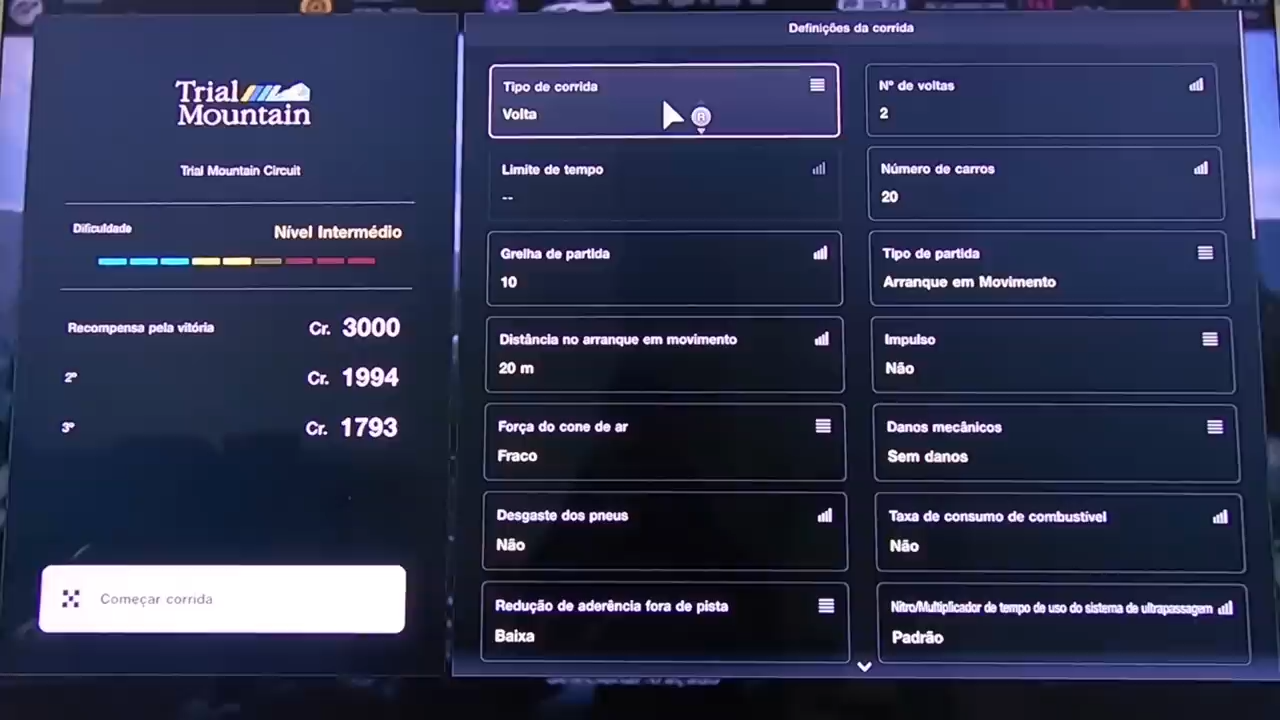 Definições da corrida
Trial
Mountain
Trial Mountain Circuit
Dificuldade
Nível Intermédio
Recompensa pela vitória
Cr. 3000
2º
Cr. 1994
3º
Cr. 1793
Começar corrida
Tipo de corrida
Volta
R
Nº de voltas
2
Limite de tempo
--
Número de carros
20
Grelha de partida
10
Tipo de partida
Arranque em Movimento
Distância no arranque em movimento
20 m
Impulso
Não
Força do cone de ar
Fraco
Danos mecânicos
Sem danos
Desgaste dos pneus
Não
Taxa de consumo de combustível
Não
Redução de aderência fora de pista
Baixa
Nitro/Multiplicador de tempo de uso do sistema de ultrapassagem
Padrão